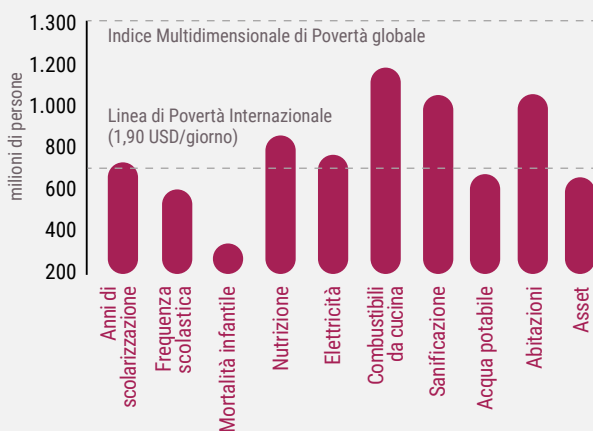 1.300
1.200
1.000
800
600
400
200
milioni di persone
Indice Multidimensionale di Povertà globale
Linea di Povertà Internazionale
(1,90 USD/giorno)
Anni di
scolarizzazione
Frequenza
scolastica
Mortalità infantile
Nutrizione
Elettricità
Combustibili
da cucina
Sanificazione
Acqua potabile
Abitazioni
Asset